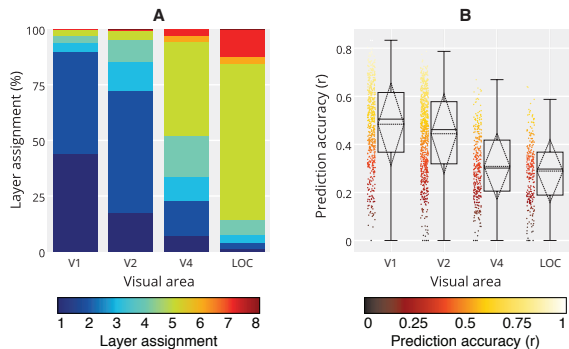 A
Layer assignment (%)
100
75
50
25
0
V1 V2 V4 LOC
Visual area
1 2 3 4 5 6 7 8
Layer assignment
B
Prediction accuracy (r)
0.8
0.6
0.4
0.2
0
V1 V2 V4 LOC
Visual area
0 0.25 0.5 0.75 1
Prediction accuracy (r)